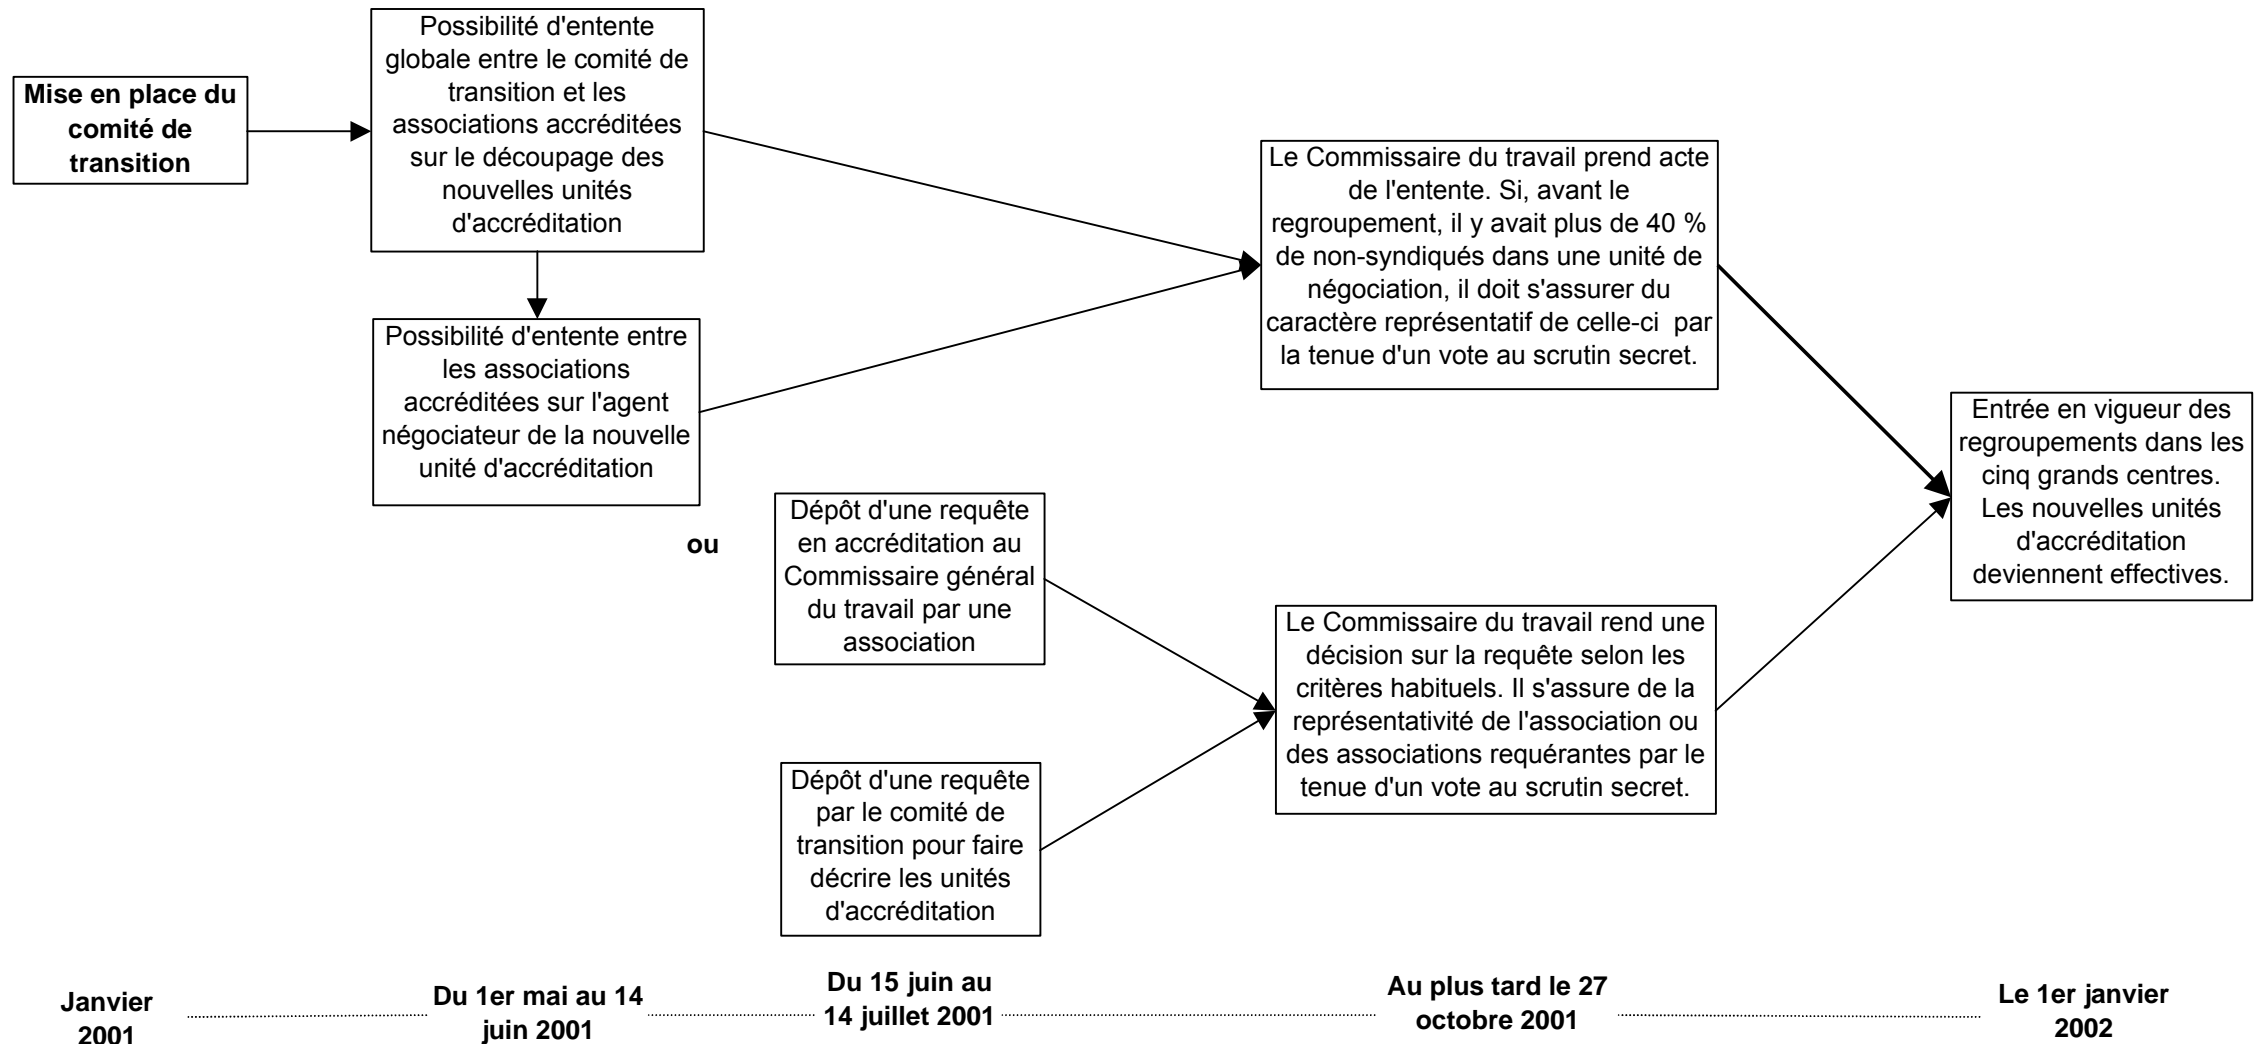 Mise en place du
comité de
transition
Possibilité d'entente
globale entre le comité de
transition et les
associations accréditées
sur le découpage des
nouvelles unités
d'accréditation
Possibilité d'entente entre
les associations
accréditées sur l'agent
négociateur de la nouvelle
unité d'accréditation
ou
Dépôt d'une requête
en accréditation au
Commissaire général
du travail par une
association
Dépôt d'une requête
par le comité de
transition pour faire
décrire les unités
d'accréditation
Le Commissaire du travail prend acte
de l'entente. Si, avant le
regroupement, il y avait plus de 40 %
de non-syndiqués dans une unité de
négociation, il doit s'assurer du
caractère représentatif de celle-ci  par
la tenue d'un vote au scrutin secret.
Le Commissaire du travail rend une
décision sur la requête selon les
critères habituels. Il s'assure de la
représentativité de l'association ou
des associations requérantes par le
tenue d'un vote au scrutin secret.
Entrée en vigueur des
regroupements dans les
cinq grands centres.
Les nouvelles unités
d'accréditation
deviennent effectives.
Janvier
2001
Du 1er mai au 14
juin 2001
Du 15 juin au
14 juillet 2001
Au plus tard le 27
octobre 2001
Le 1er janvier
2002